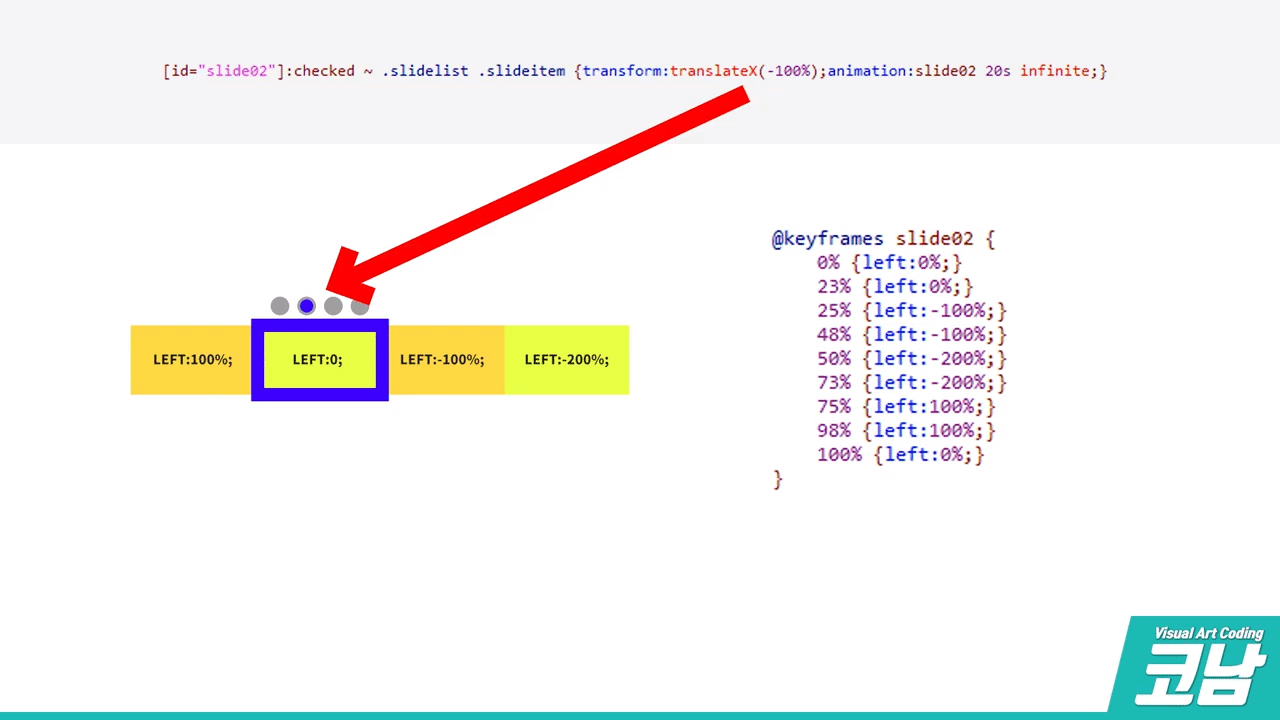 [id="slide02"]:checked ~ .slidelist .slideitem {transform:translateX(-100%);animation:slide02 20s infinite;}
LEFT:100%; LEFT:0; LEFT:-100%; LEFT:-200%;
@keyframes slide02 {
0% {left:0%;}
23% {left:0%;}
25% {left:-100%;}
48% {left:-100%;}
50% {left:-200%;}
73% {left:-200%;}
75% {left:100%;}
98% {left:100%;}
100% {left:0%;}
}
Visual Art Coding
코남